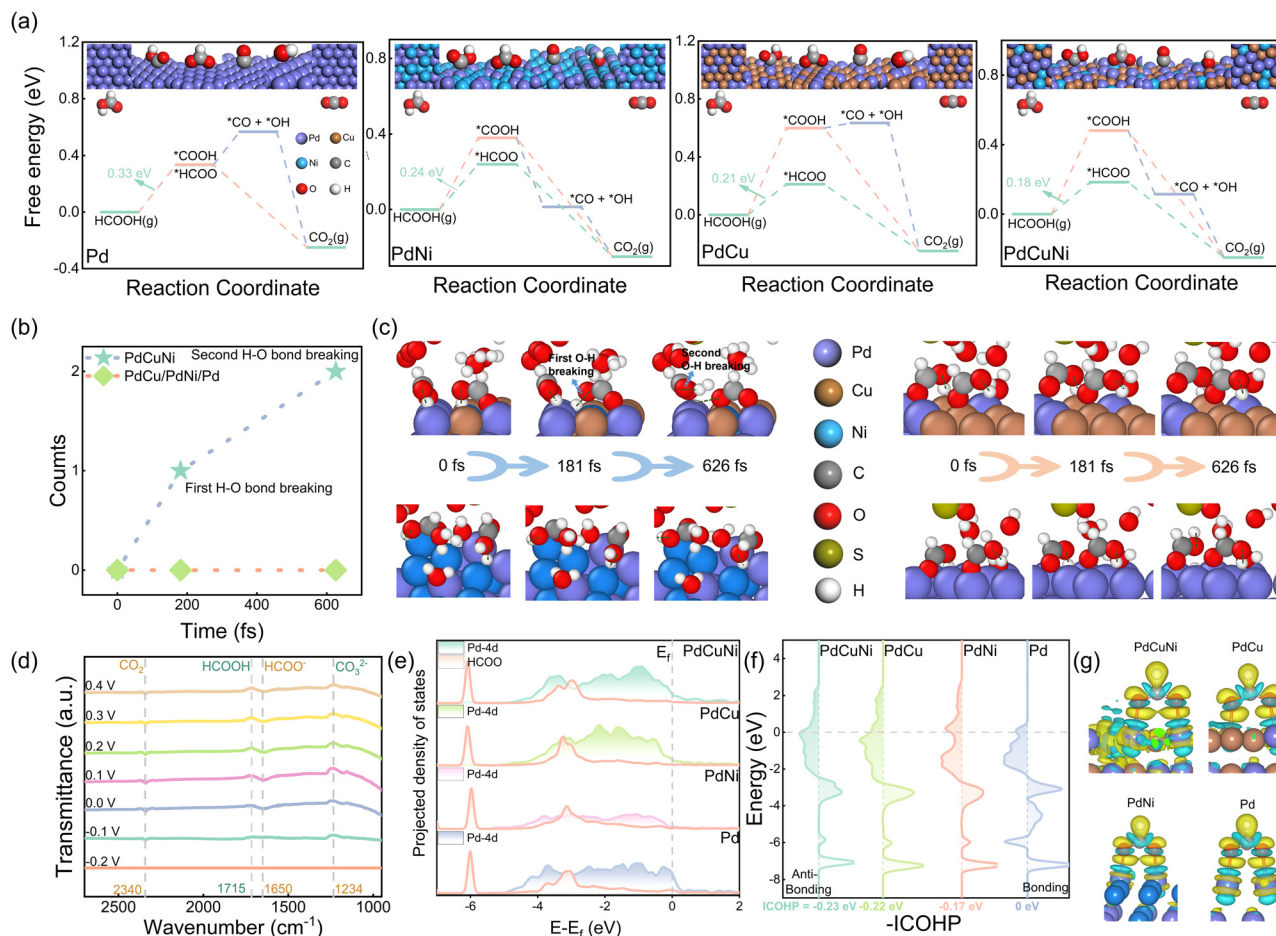 (a)
Free energy (eV)
1.2
0.8
0.4
0.0
-0.4
0.33 eV
HCOOH(g)
*COOH
*HCOO
*CO + *OH
CO₂(g)
Pd Cu
Ni C
O H
Pd
Reaction Coordinate
0.8
0.4
0.0
0.24 eV
HCOOH(g)
*COOH
*HCOO
*CO + *OH
CO₂(g)
PdNi
Reaction Coordinate
1.2
0.8
0.4
0.0
0.21 eV
HCOOH(g)
*COOH
*HCOO
*CO + *OH
CO₂(g)
PdCu
Reaction Coordinate
0.8
0.4
0.0
0.18 eV
HCOOH(g)
*COOH
*HCOO
*CO + *OH
CO₂(g)
PdCuNi
Reaction Coordinate
(b)
Counts
2
1
0
PdCuNi
PdCu/PdNi/Pd
Second H-O bond breaking
First H-O bond breaking
0 200 400 600
Time (fs)
(c)
First O-H
breaking
Second
O-H breaking
0 fs 181 fs 626 fs
Pd
Cu
Ni
C
O
S
H
0 fs 181 fs 626 fs
(d)
Transmittance (a.u.)
CO₂ HCOOH HCOO⁻ CO₃²⁻
0.4 V
0.3 V
0.2 V
0.1 V
0.0 V
-0.1 V
-0.2 V
2340 1715 1650 1234
2500 2000 1500 1000
Wavenumber (cm⁻¹)
(e)
Projected density of states
Pd-4d
HCOO
E_f
PdCuNi
Pd-4d
PdCu
Pd-4d
PdNi
Pd-4d
Pd
-6 -4 -2 0 2
E-E_f (eV)
(f)
Energy (eV)
4
2
0
-2
-4
-6
-8
PdCuNi PdCu PdNi Pd
Anti-
Bonding
Bonding
ICOHP = -0.23 eV -0.22 eV -0.17 eV 0 eV
-ICOHP
(g)
PdCuNi PdCu
PdNi Pd